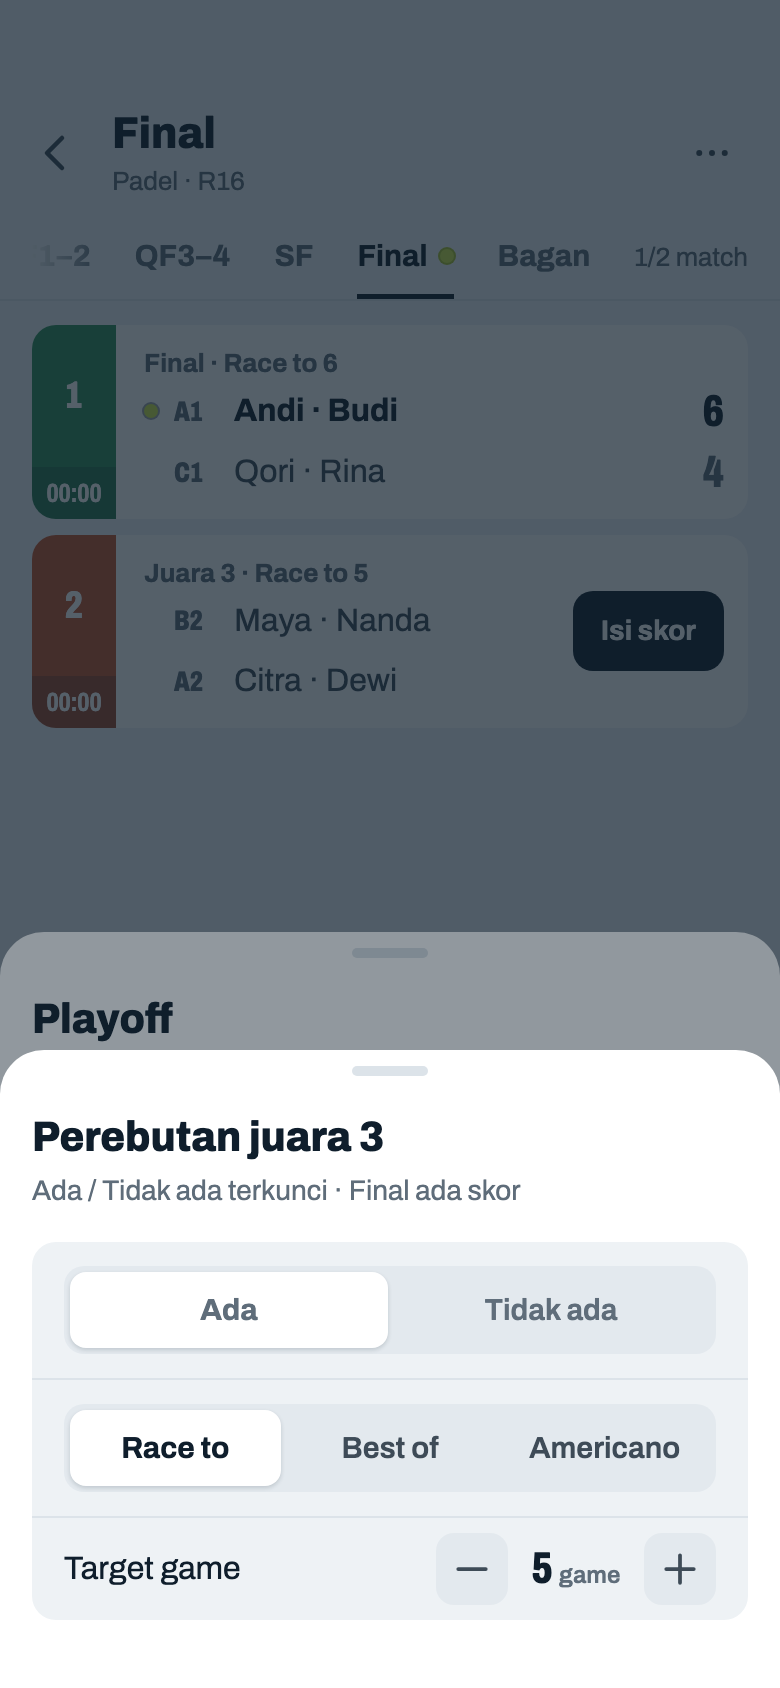 Final
Padel · R16
1–2 QF3–4 SF Final Bagan 1/2 match
1
00:00
Final · Race to 6
A1 Andi · Budi 6
C1 Qori · Rina 4
2
00:00
Juara 3 · Race to 5
B2 Maya · Nanda
A2 Citra · Dewi
Isi skor
Playoff
Perebutan juara 3
Ada / Tidak ada terkunci · Final ada skor
Ada Tidak ada
Race to Best of Americano
Target game 5 game